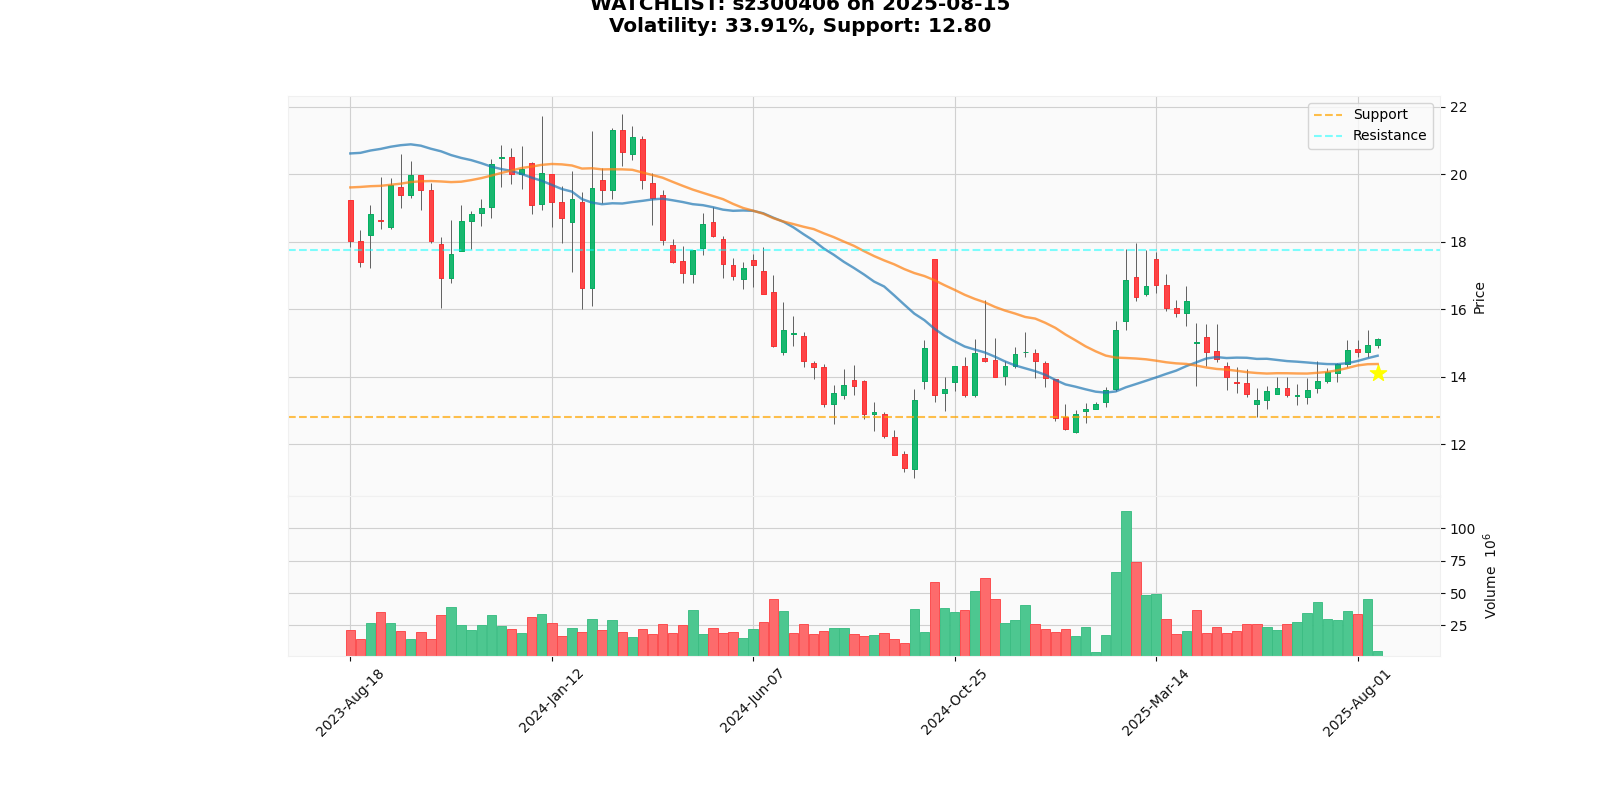 WATCHLIST: sz300406 on 2025-08-15
Volatility: 33.91%, Support: 12.80
Support
Resistance
22
20
18
16
14
12
Price
100
75
50
25
Volume 10^6
2023-Aug-18
2024-Jan-12
2024-Jun-07
2024-Oct-25
2025-Mar-14
2025-Aug-01